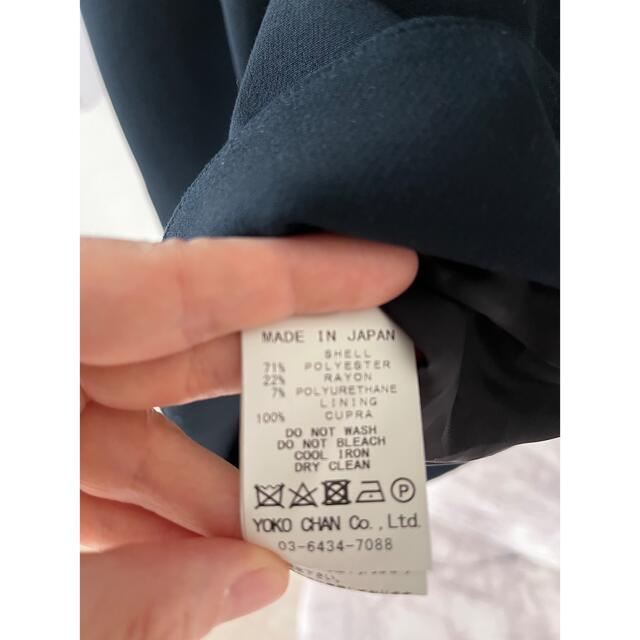 MADE IN JAPAN
SHELL
71% POLYESTER
22% RAYON
7% POLYURETHANE
LINING
100% CUPRA
DO NOT WASH
DO NOT BLEACH
COOL IRON
DRY CLEAN
P
YOKO CHAN Co.,Ltd.
03-6434-7088